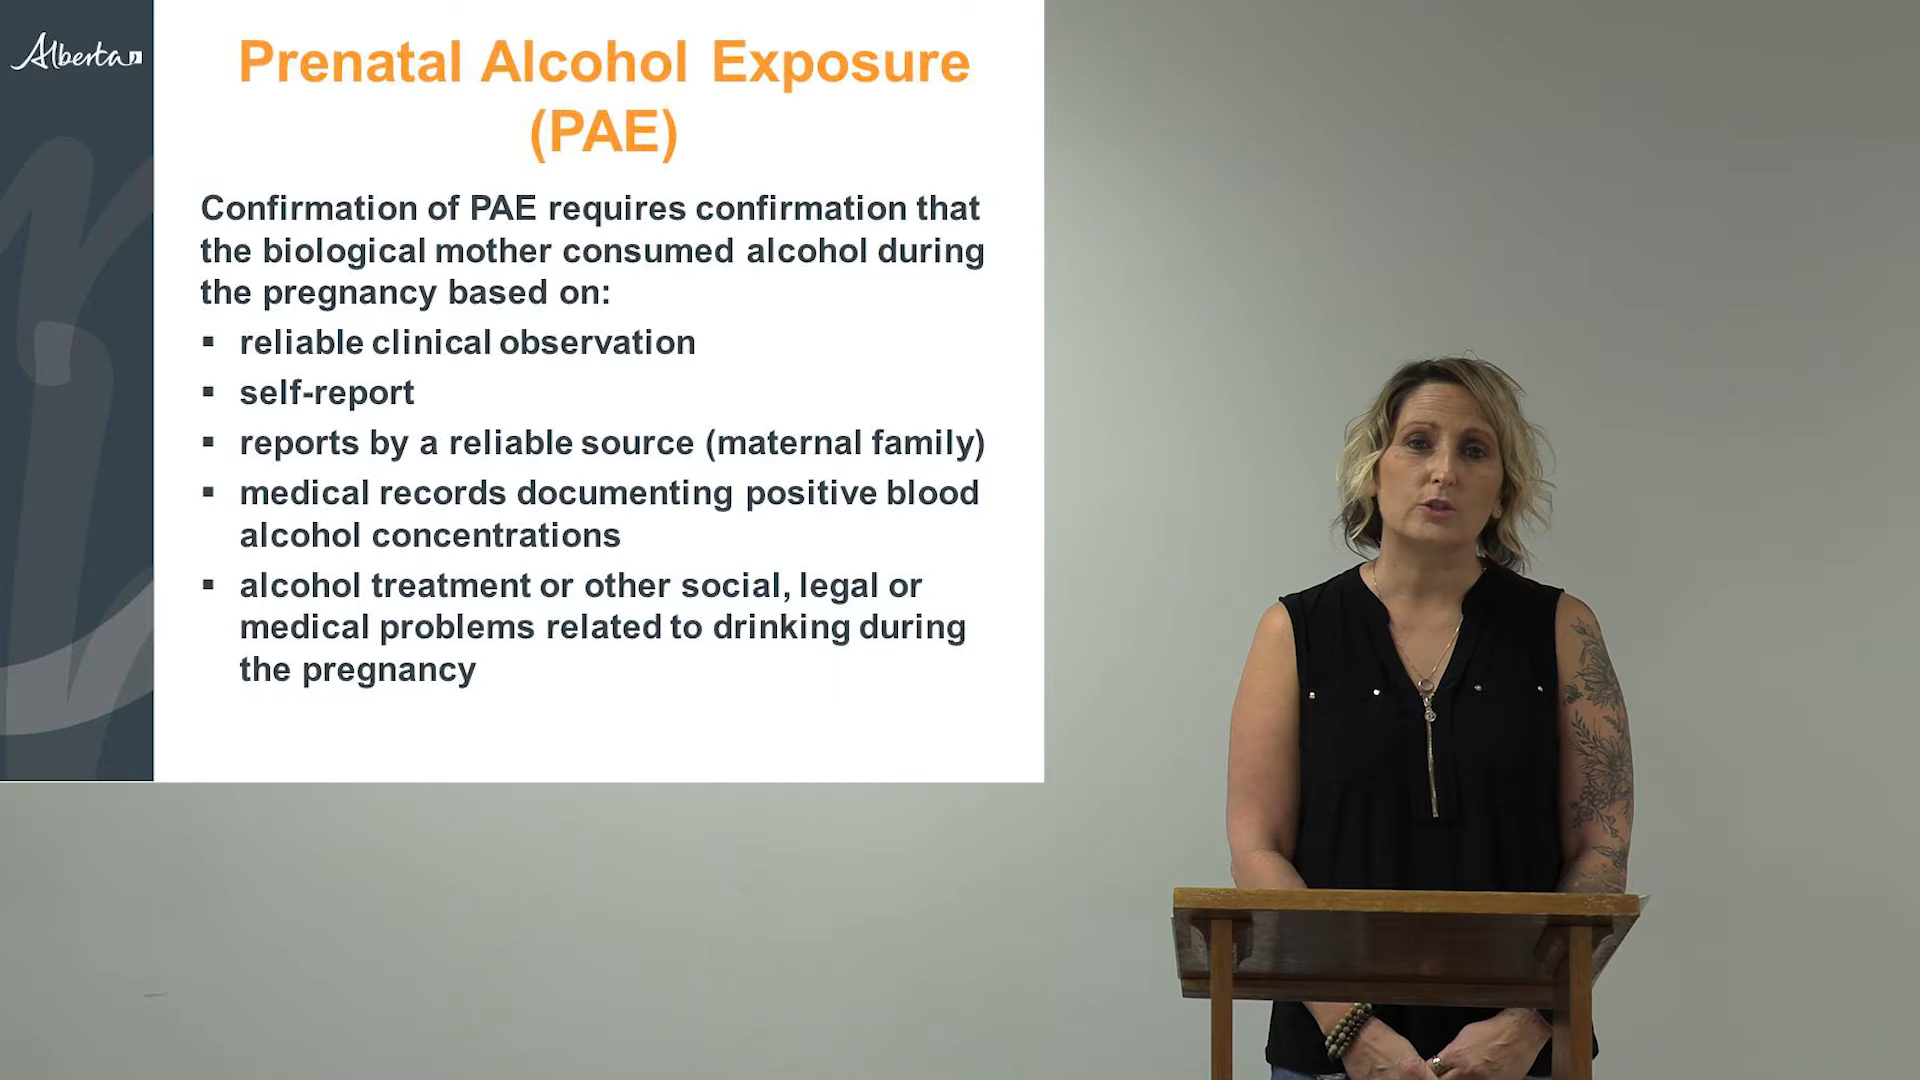 Alberta
Prenatal Alcohol Exposure
(PAE)
Confirmation of PAE requires confirmation that
the biological mother consumed alcohol during
the pregnancy based on:
▪ reliable clinical observation
▪ self-report
▪ reports by a reliable source (maternal family)
▪ medical records documenting positive blood
alcohol concentrations
▪ alcohol treatment or other social, legal or
medical problems related to drinking during
the pregnancy